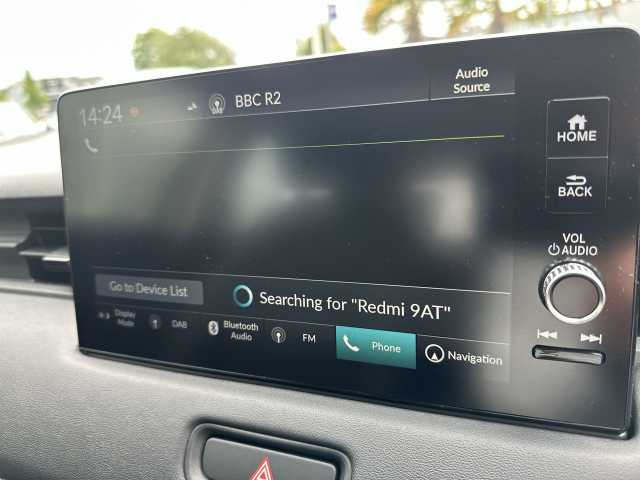 14:24
DAB
BBC R2
Audio
Source
HOME
BACK
VOL
AUDIO
Go to Device List
Searching for "Redmi 9AT"
Display
Mode
DAB
Bluetooth
Audio
FM
Phone
Navigation